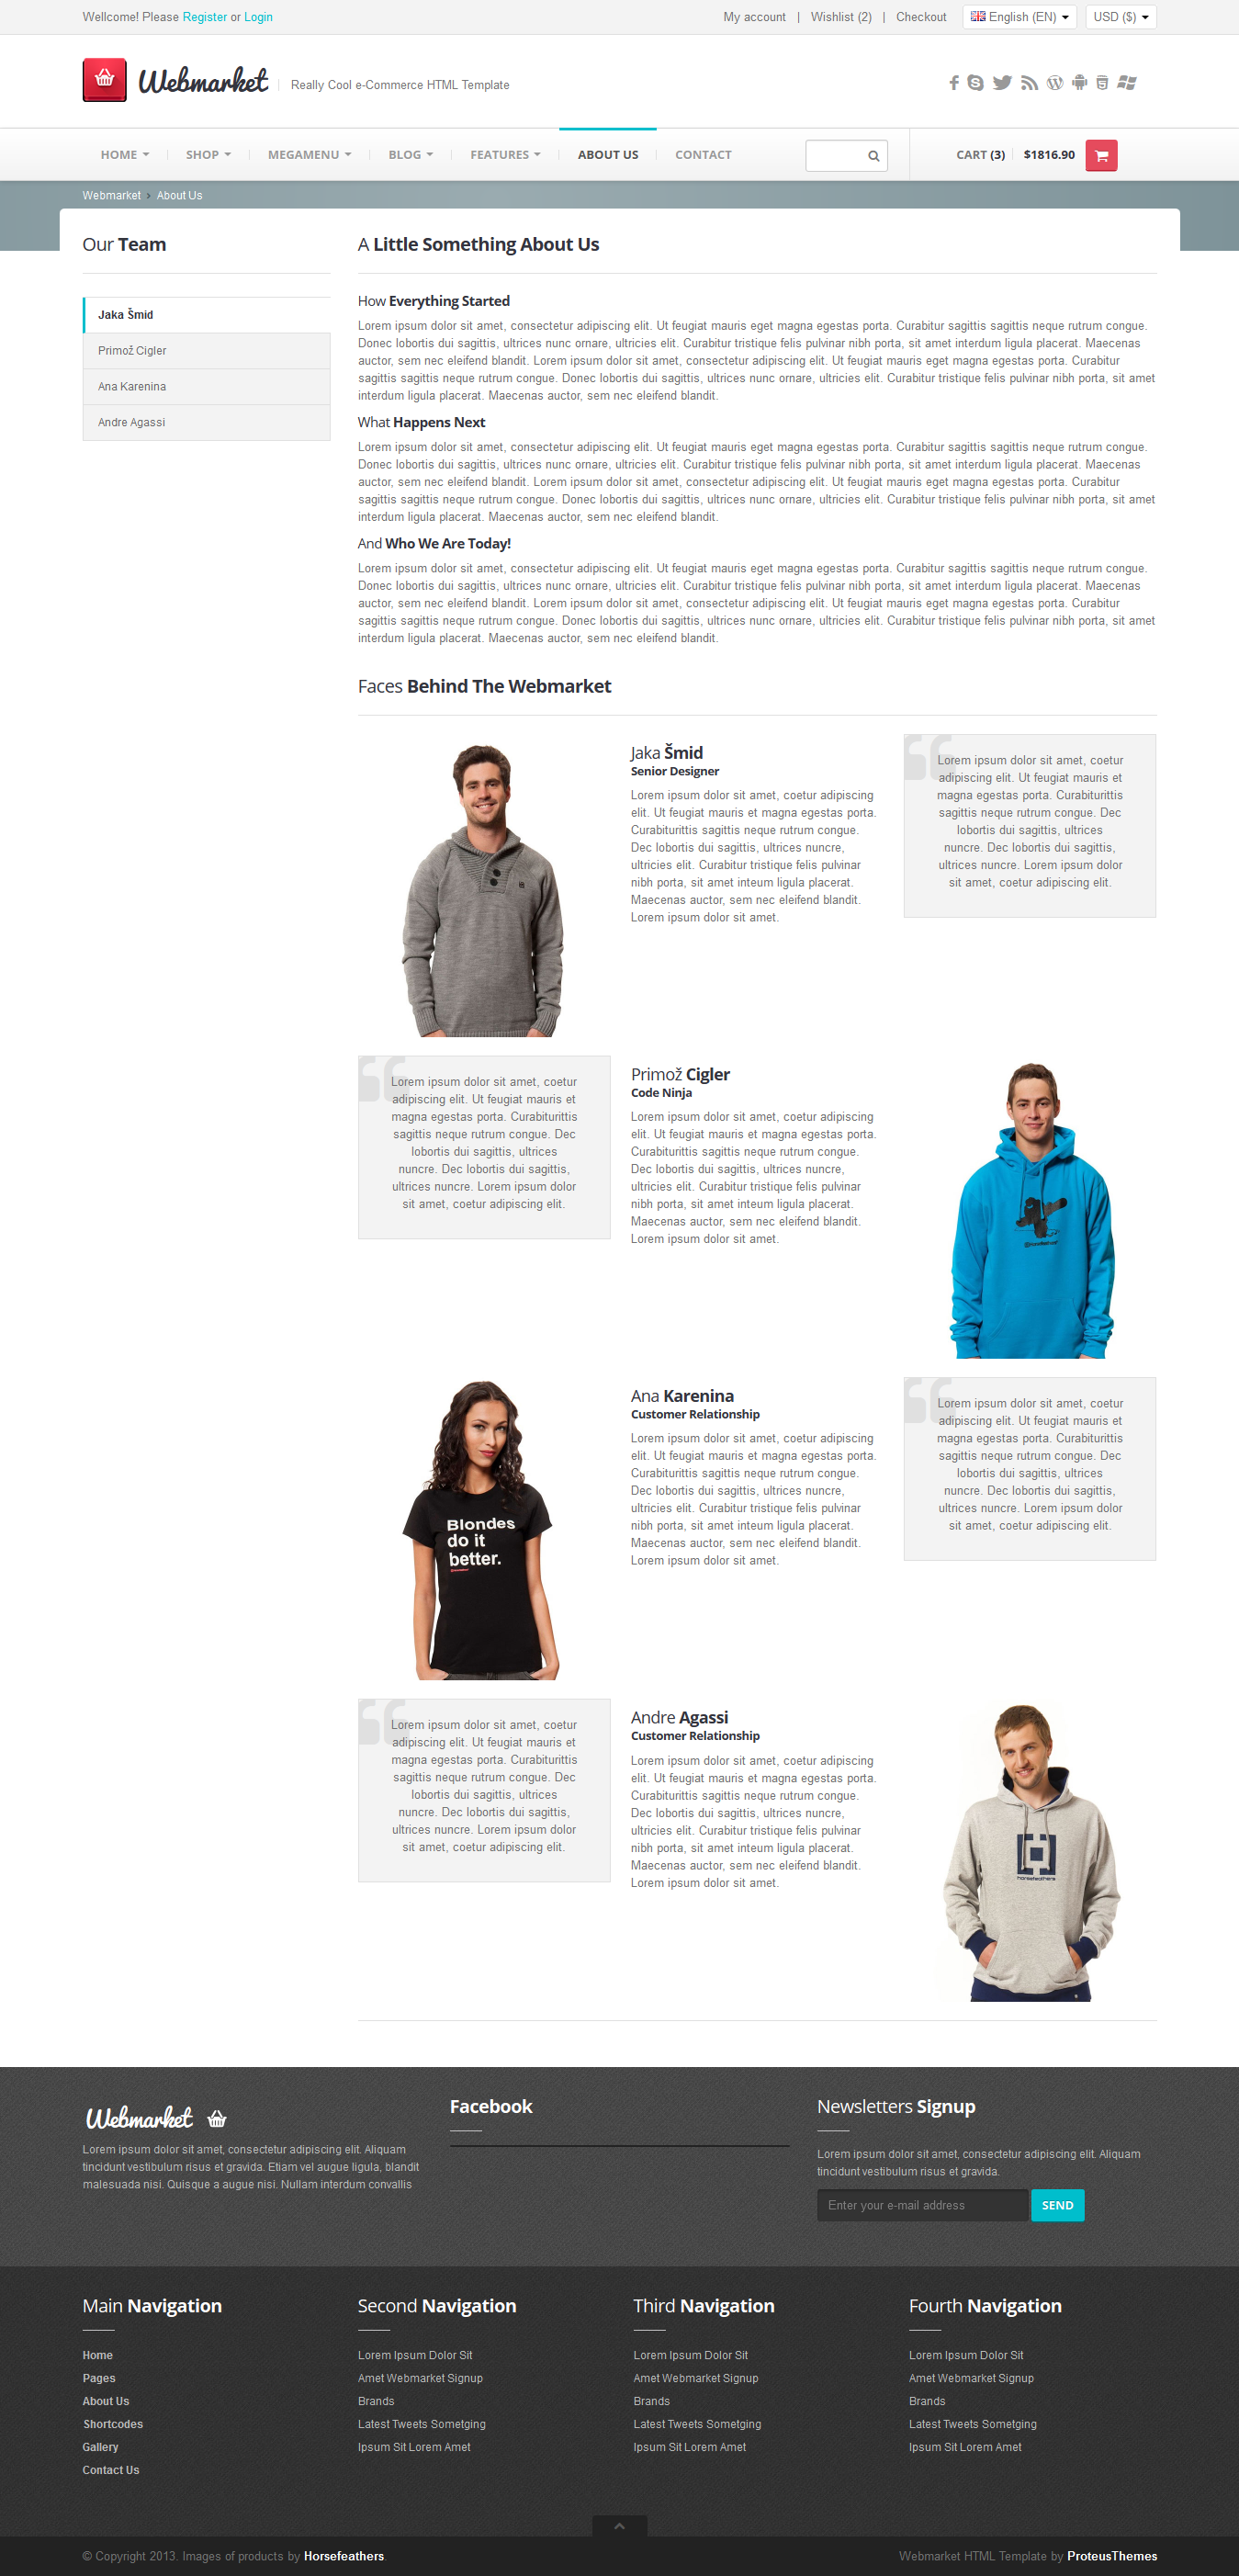 Wellcome! Please Register or Login
My account | Wishlist (2) | Checkout English (EN) USD ($)
Webmarket Really Cool e-Commerce HTML Template
HOME SHOP MEGAMENU BLOG FEATURES ABOUT US CONTACT
CART (3) $1816.90
Webmarket › About Us
Our Team
Jaka Šmid
Primož Cigler
Ana Karenina
Andre Agassi
A Little Something About Us
How Everything Started
Lorem ipsum dolor sit amet, consectetur adipiscing elit. Ut feugiat mauris eget magna egestas porta. Curabitur sagittis sagittis neque rutrum congue.
Donec lobortis dui sagittis, ultrices nunc ornare, ultricies elit. Curabitur tristique felis pulvinar nibh porta, sit amet interdum ligula placerat. Maecenas
auctor, sem nec eleifend blandit. Lorem ipsum dolor sit amet, consectetur adipiscing elit. Ut feugiat mauris eget magna egestas porta. Curabitur
sagittis sagittis neque rutrum congue. Donec lobortis dui sagittis, ultrices nunc ornare, ultricies elit. Curabitur tristique felis pulvinar nibh porta, sit amet
interdum ligula placerat. Maecenas auctor, sem nec eleifend blandit.
What Happens Next
Lorem ipsum dolor sit amet, consectetur adipiscing elit. Ut feugiat mauris eget magna egestas porta. Curabitur sagittis sagittis neque rutrum congue.
Donec lobortis dui sagittis, ultrices nunc ornare, ultricies elit. Curabitur tristique felis pulvinar nibh porta, sit amet interdum ligula placerat. Maecenas
auctor, sem nec eleifend blandit. Lorem ipsum dolor sit amet, consectetur adipiscing elit. Ut feugiat mauris eget magna egestas porta. Curabitur
sagittis sagittis neque rutrum congue. Donec lobortis dui sagittis, ultrices nunc ornare, ultricies elit. Curabitur tristique felis pulvinar nibh porta, sit amet
interdum ligula placerat. Maecenas auctor, sem nec eleifend blandit.
And Who We Are Today!
Lorem ipsum dolor sit amet, consectetur adipiscing elit. Ut feugiat mauris eget magna egestas porta. Curabitur sagittis sagittis neque rutrum congue.
Donec lobortis dui sagittis, ultrices nunc ornare, ultricies elit. Curabitur tristique felis pulvinar nibh porta, sit amet interdum ligula placerat. Maecenas
auctor, sem nec eleifend blandit. Lorem ipsum dolor sit amet, consectetur adipiscing elit. Ut feugiat mauris eget magna egestas porta. Curabitur
sagittis sagittis neque rutrum congue. Donec lobortis dui sagittis, ultrices nunc ornare, ultricies elit. Curabitur tristique felis pulvinar nibh porta, sit amet
interdum ligula placerat. Maecenas auctor, sem nec eleifend blandit.
Faces Behind The Webmarket
Jaka Šmid
Senior Designer
Lorem ipsum dolor sit amet, coetur adipiscing
elit. Ut feugiat mauris et magna egestas porta.
Curabiturittis sagittis neque rutrum congue.
Dec lobortis dui sagittis, ultrices nuncre,
ultricies elit. Curabitur tristique felis pulvinar
nibh porta, sit amet inteum ligula placerat.
Maecenas auctor, sem nec eleifend blandit.
Lorem ipsum dolor sit amet.
Lorem ipsum dolor sit amet, coetur
adipiscing elit. Ut feugiat mauris et
magna egestas porta. Curabiturittis
sagittis neque rutrum congue. Dec
lobortis dui sagittis, ultrices
nuncre. Dec lobortis dui sagittis,
ultrices nuncre. Lorem ipsum dolor
sit amet, coetur adipiscing elit.
Lorem ipsum dolor sit amet, coetur
adipiscing elit. Ut feugiat mauris et
magna egestas porta. Curabiturittis
sagittis neque rutrum congue. Dec
lobortis dui sagittis, ultrices
nuncre. Dec lobortis dui sagittis,
ultrices nuncre. Lorem ipsum dolor
sit amet, coetur adipiscing elit.
Primož Cigler
Code Ninja
Lorem ipsum dolor sit amet, coetur adipiscing
elit. Ut feugiat mauris et magna egestas porta.
Curabiturittis sagittis neque rutrum congue.
Dec lobortis dui sagittis, ultrices nuncre,
ultricies elit. Curabitur tristique felis pulvinar
nibh porta, sit amet inteum ligula placerat.
Maecenas auctor, sem nec eleifend blandit.
Lorem ipsum dolor sit amet.
Blondes
do it
better.
Ana Karenina
Customer Relationship
Lorem ipsum dolor sit amet, coetur adipiscing
elit. Ut feugiat mauris et magna egestas porta.
Curabiturittis sagittis neque rutrum congue.
Dec lobortis dui sagittis, ultrices nuncre,
ultricies elit. Curabitur tristique felis pulvinar
nibh porta, sit amet inteum ligula placerat.
Maecenas auctor, sem nec eleifend blandit.
Lorem ipsum dolor sit amet.
Lorem ipsum dolor sit amet, coetur
adipiscing elit. Ut feugiat mauris et
magna egestas porta. Curabiturittis
sagittis neque rutrum congue. Dec
lobortis dui sagittis, ultrices
nuncre. Dec lobortis dui sagittis,
ultrices nuncre. Lorem ipsum dolor
sit amet, coetur adipiscing elit.
Lorem ipsum dolor sit amet, coetur
adipiscing elit. Ut feugiat mauris et
magna egestas porta. Curabiturittis
sagittis neque rutrum congue. Dec
lobortis dui sagittis, ultrices
nuncre. Dec lobortis dui sagittis,
ultrices nuncre. Lorem ipsum dolor
sit amet, coetur adipiscing elit.
Andre Agassi
Customer Relationship
Lorem ipsum dolor sit amet, coetur adipiscing
elit. Ut feugiat mauris et magna egestas porta.
Curabiturittis sagittis neque rutrum congue.
Dec lobortis dui sagittis, ultrices nuncre,
ultricies elit. Curabitur tristique felis pulvinar
nibh porta, sit amet inteum ligula placerat.
Maecenas auctor, sem nec eleifend blandit.
Lorem ipsum dolor sit amet.
horsefeathers
Webmarket
Lorem ipsum dolor sit amet, consectetur adipiscing elit. Aliquam
tincidunt vestibulum risus et gravida. Etiam vel augue ligula, blandit
malesuada nisi. Quisque a augue nisi. Nullam interdum convallis
Facebook
Newsletters Signup
Lorem ipsum dolor sit amet, consectetur adipiscing elit. Aliquam
tincidunt vestibulum risus et gravida.
Enter your e-mail address SEND
Main Navigation
Home
Pages
About Us
Shortcodes
Gallery
Contact Us
Second Navigation
Lorem Ipsum Dolor Sit
Amet Webmarket Signup
Brands
Latest Tweets Sometging
Ipsum Sit Lorem Amet
Third Navigation
Lorem Ipsum Dolor Sit
Amet Webmarket Signup
Brands
Latest Tweets Sometging
Ipsum Sit Lorem Amet
Fourth Navigation
Lorem Ipsum Dolor Sit
Amet Webmarket Signup
Brands
Latest Tweets Sometging
Ipsum Sit Lorem Amet
© Copyright 2013. Images of products by Horsefeathers.
Webmarket HTML Template by ProteusThemes